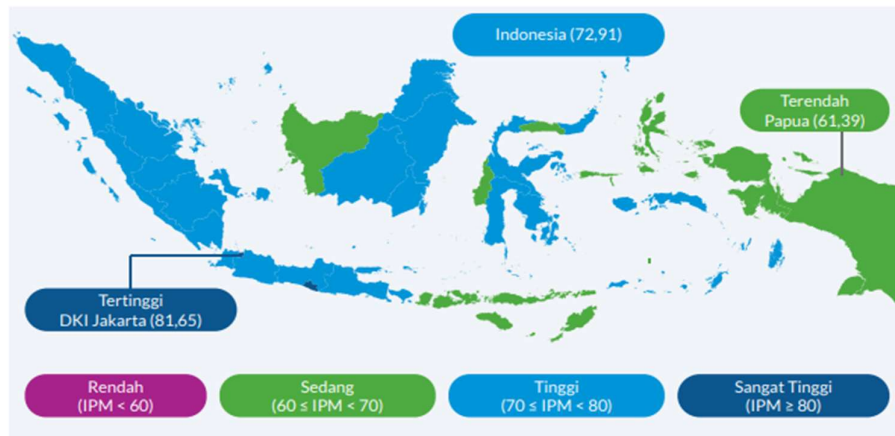 Indonesia (72,91)
Terendah
Papua (61,39)
Tertinggi
DKI Jakarta (81,65)
Rendah
(IPM < 60)
Sedang
(60 ≤ IPM < 70)
Tinggi
(70 ≤ IPM < 80)
Sangat Tinggi
(IPM ≥ 80)